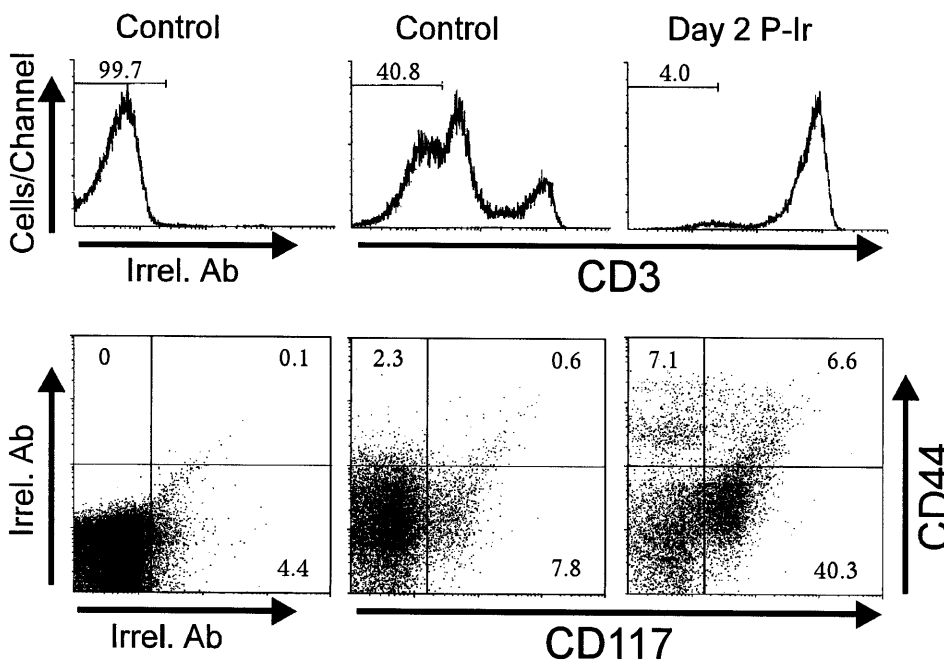 Control
Control
Day 2 P-Ir
99.7
40.8
4.0
Cells/Channel
Irrel. Ab
CD3
0
0.1
2.3
0.6
7.1
6.6
Irrel. Ab
CD44
4.4
7.8
40.3
Irrel. Ab
CD117